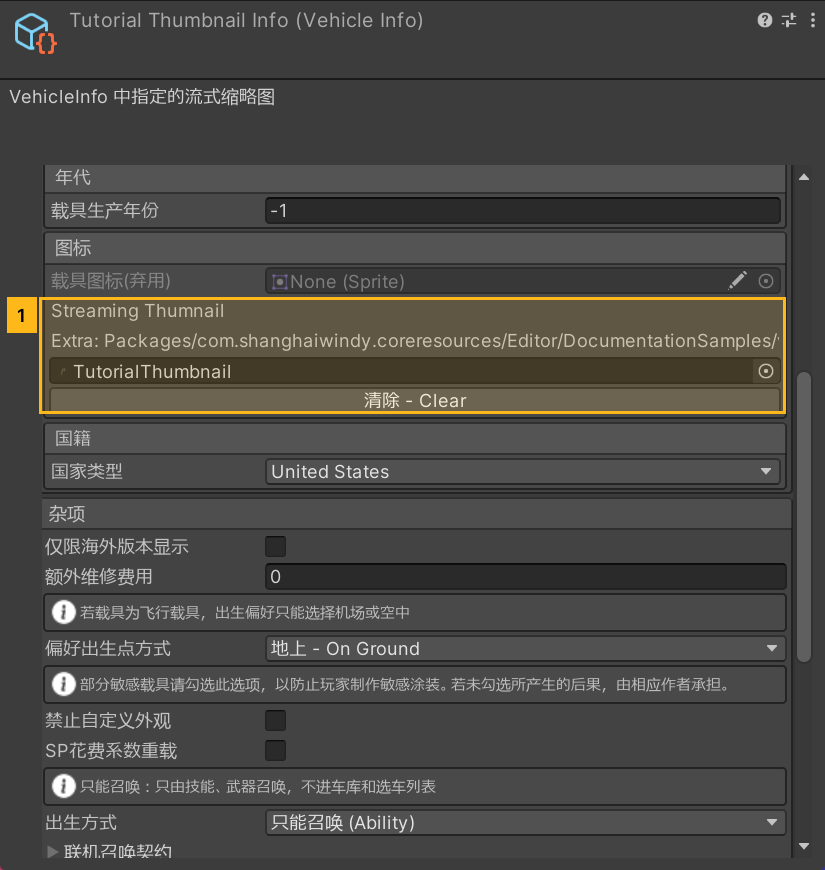 Tutorial Thumbnail Info (Vehicle Info)
VehicleInfo 中指定的流式缩略图
年代
载具生产年份 -1
图标
载具图标(弃用) None (Sprite)
1
Streaming Thumnail
Extra: Packages/com.shanghaiwindy.coreresources/Editor/DocumentationSamples/
TutorialThumbnail
清除 - Clear
国籍
国家类型 United States
杂项
仅限海外版本显示
额外维修费用 0
若载具为飞行载具，出生偏好只能选择机场或空中
偏好出生点方式 地上 - On Ground
部分敏感载具请勾选此选项，以防止玩家制作敏感涂装。若未勾选所产生的后果，由相应作者承担。
禁止自定义外观
SP花费系数重载
只能召唤：只由技能、武器召唤，不进车库和选车列表
出生方式 只能召唤 (Ability)
联机召唤契约